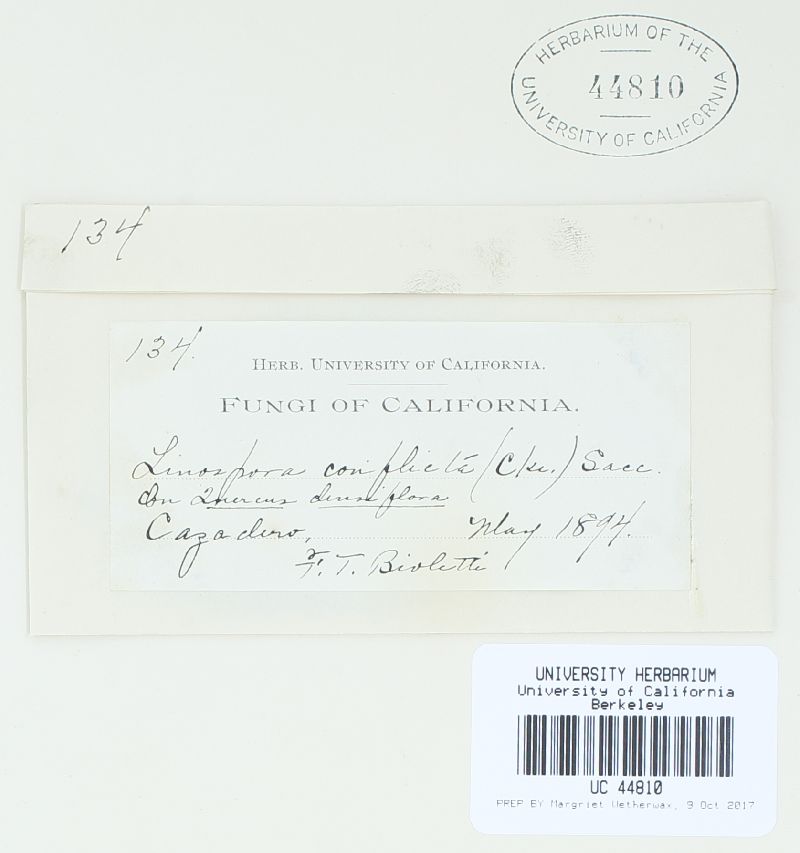 HERBARIUM OF THE
44810
UNIVERSITY OF CALIFORNIA
134
134.
HERB. UNIVERSITY OF CALIFORNIA.
FUNGI OF CALIFORNIA.
Linospora conflicta (Cke.) Sacc.
On Quercus densiflora
Cazadero, May 1894.
F. T. Bioletti
UNIVERSITY HERBARIUM
University of California
Berkeley
UC 44810
PREP BY Margriet Wetherwax, 9 Oct 2017